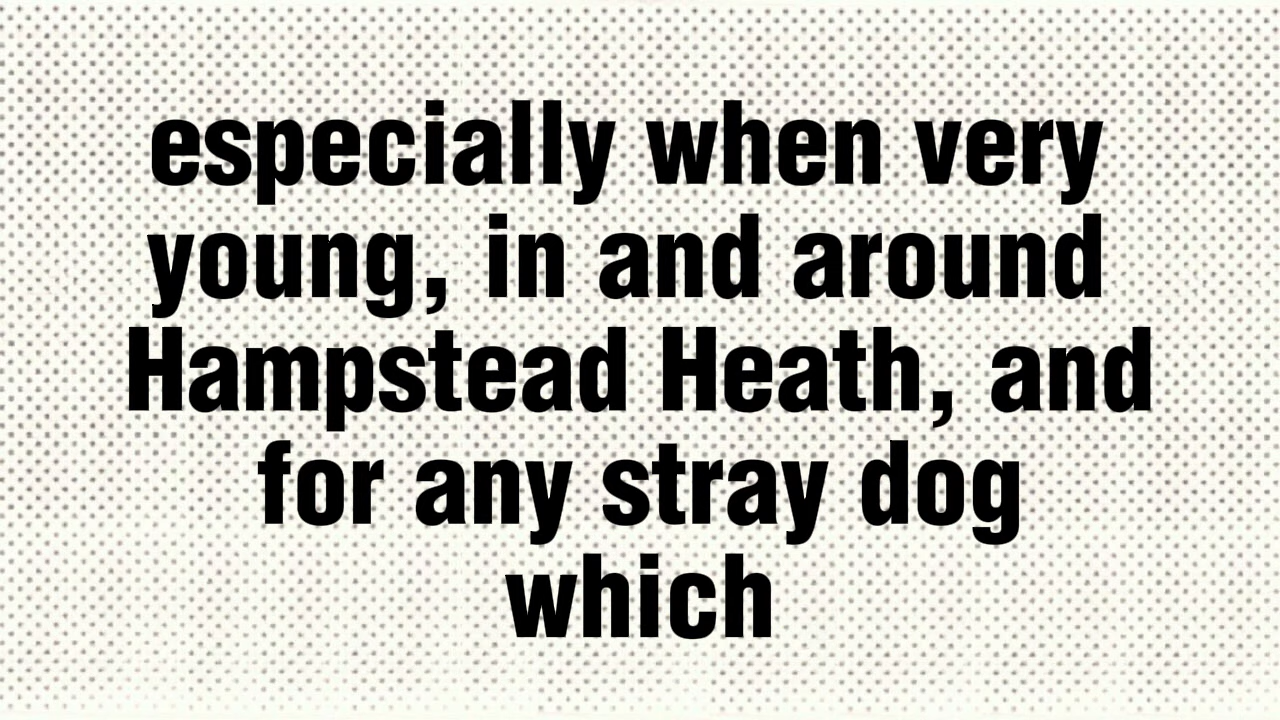 especially when very
young, in and around
Hampstead Heath, and
for any stray dog
which